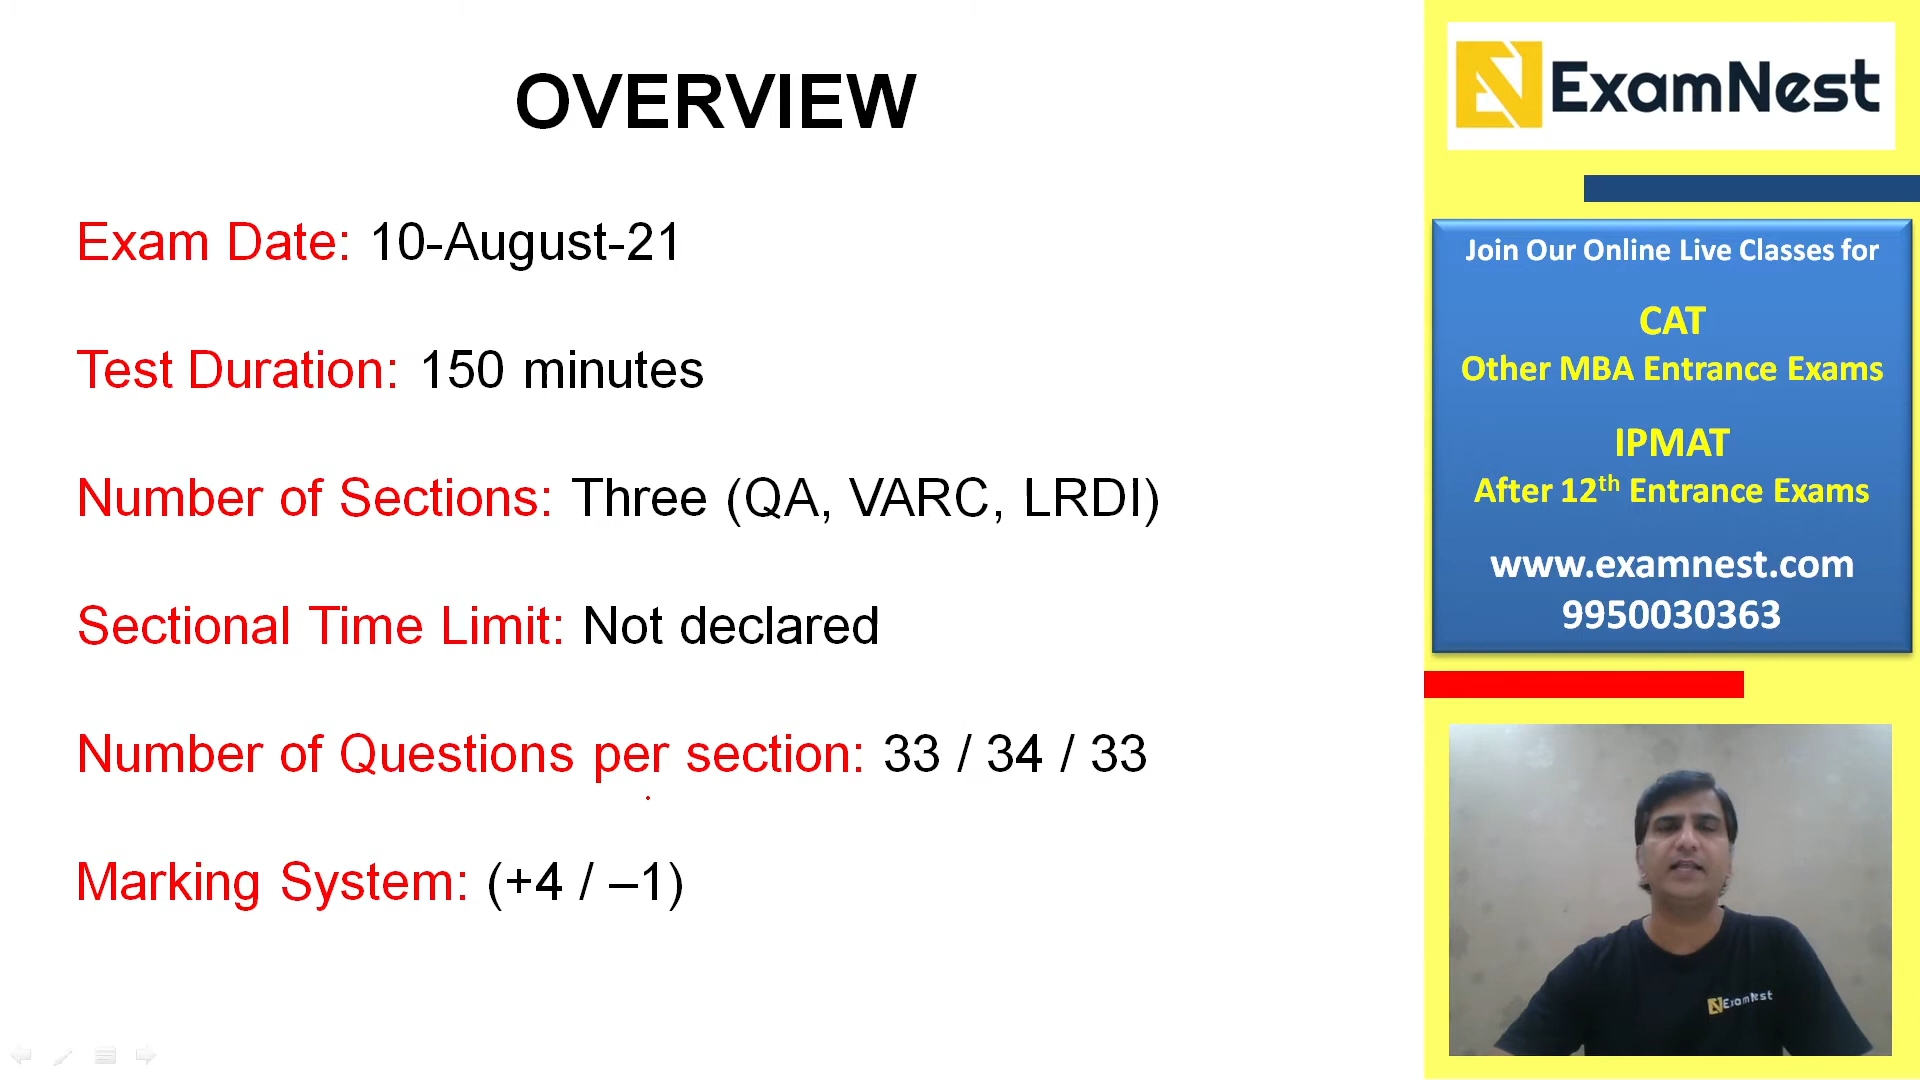 OVERVIEW
Exam Date: 10-August-21
Test Duration: 150 minutes
Number of Sections: Three (QA, VARC, LRDI)
Sectional Time Limit: Not declared
Number of Questions per section: 33 / 34 / 33
Marking System: (+4 / –1)
ExamNest
Join Our Online Live Classes for
CAT
Other MBA Entrance Exams
IPMAT
After 12th Entrance Exams
www.examnest.com
9950030363
ExamNest